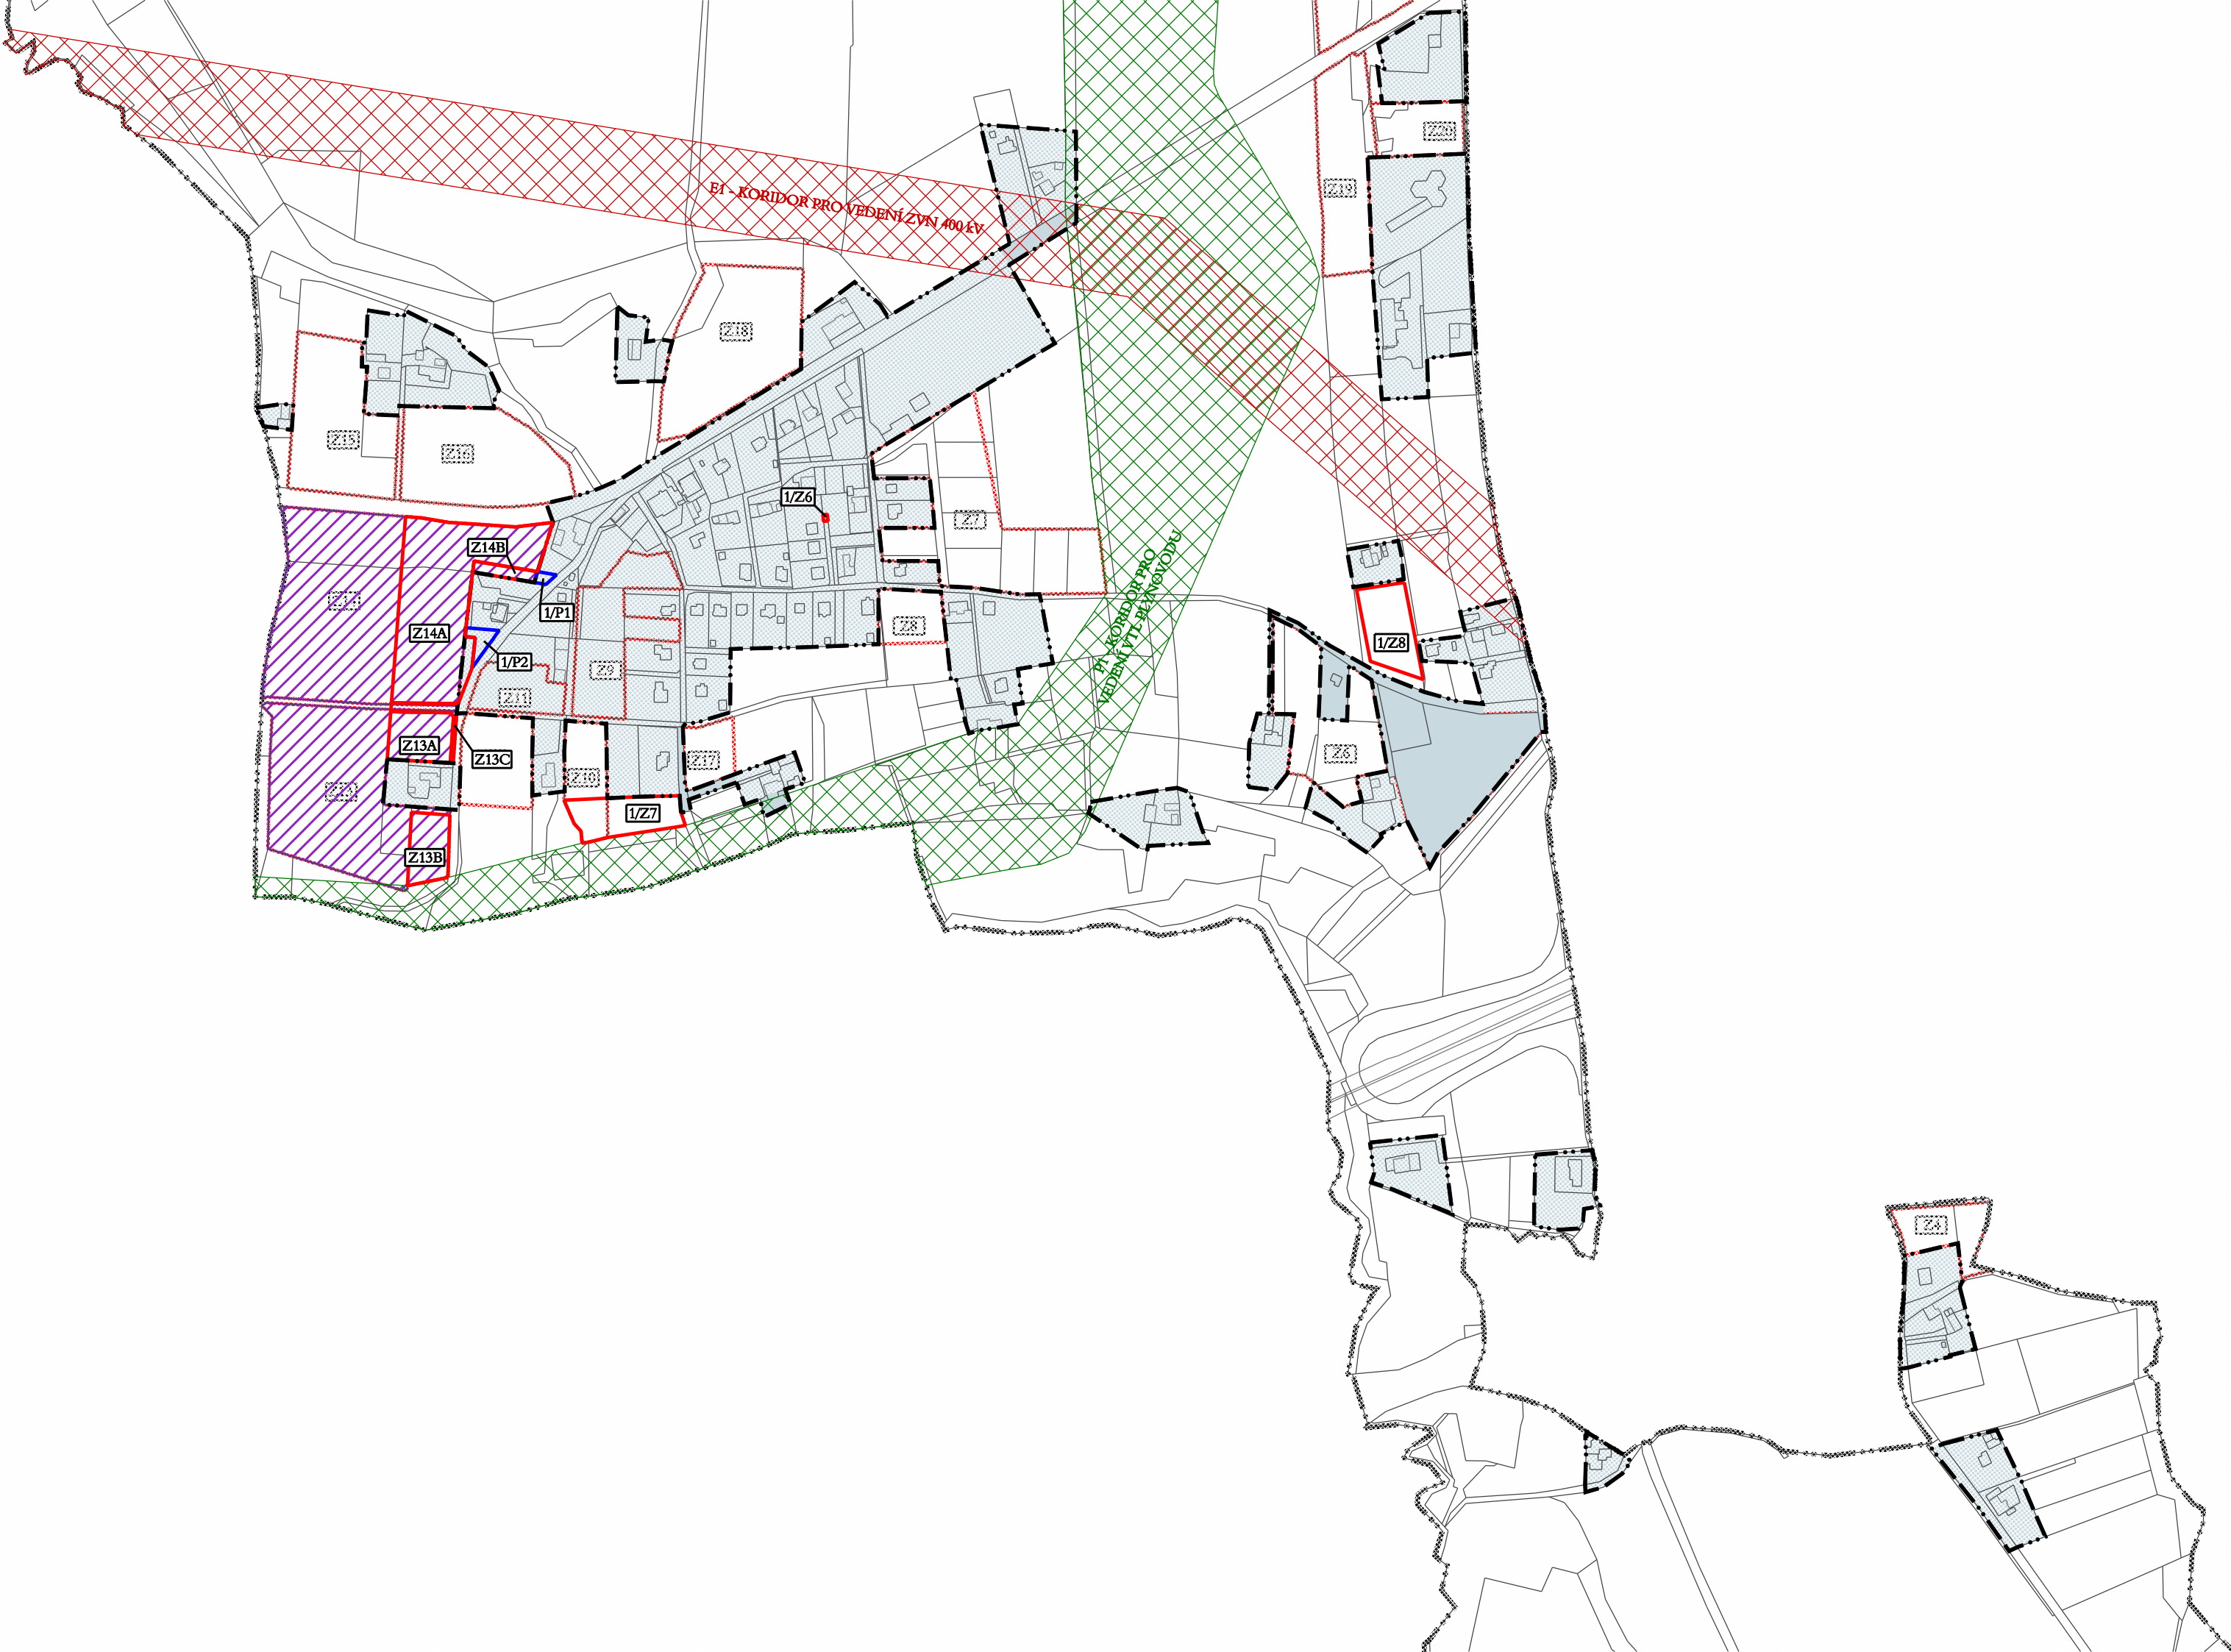 Z20
Z19
E1 - KORIDOR PRO VEDENÍ ZVN 400 kV
Z18
Z15
Z16
1/Z6
Z7
Z14B
1/P1
P1 - KORIDOR PRO
VEDENÍ VTL PLYNOVODU
Z14A
Z8
1/Z8
1/P2
Z9
Z11
Z13A
Z13C
Z17
Z6
Z10
1/Z7
Z13B
Z4